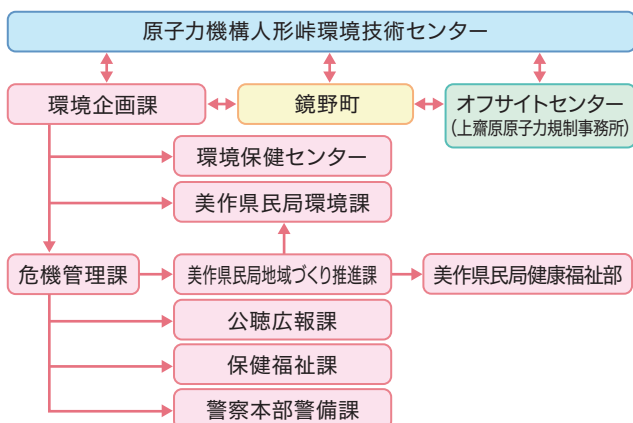 原子力機構人形峠環境技術センター
環境企画課
鏡野町
オフサイトセンター
(上齋原原子力規制事務所)
環境保健センター
美作県民局環境課
危機管理課
美作県民局地域づくり推進課
美作県民局健康福祉部
公聴広報課
保健福祉課
警察本部警備課